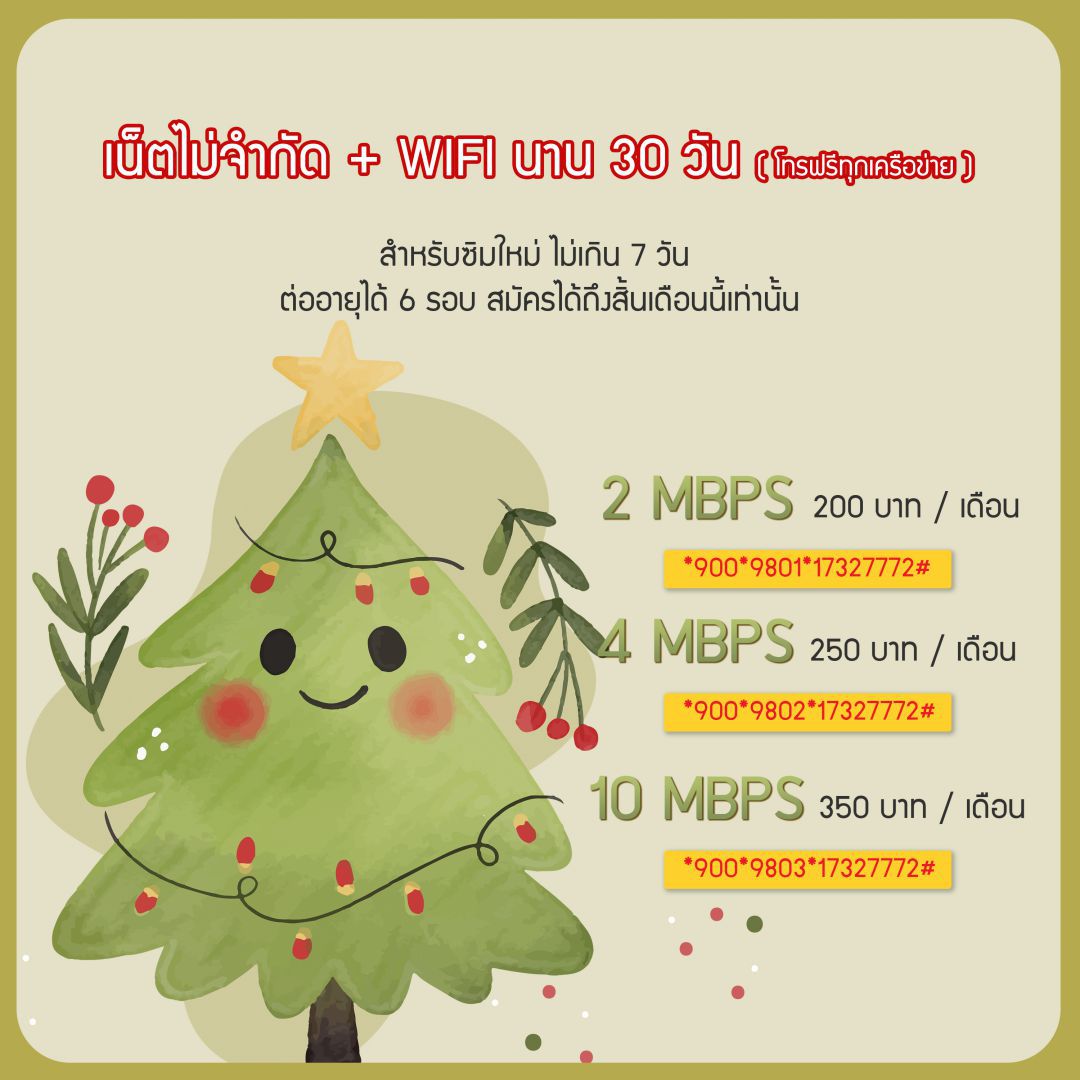 เน็ตไม่จำกัด + WIFI นาน 30 วัน ( โทรฟรีทุกเครือข่าย )
สำหรับซิมใหม่ ไม่เกิน 7 วัน
ต่ออายุได้ 6 รอบ สมัครได้ถึงสิ้นเดือนนี้เท่านั้น
2 MBPS 200 บาท / เดือน
*900*9801*17327772#
4 MBPS 250 บาท / เดือน
*900*9802*17327772#
10 MBPS 350 บาท / เดือน
*900*9803*17327772#